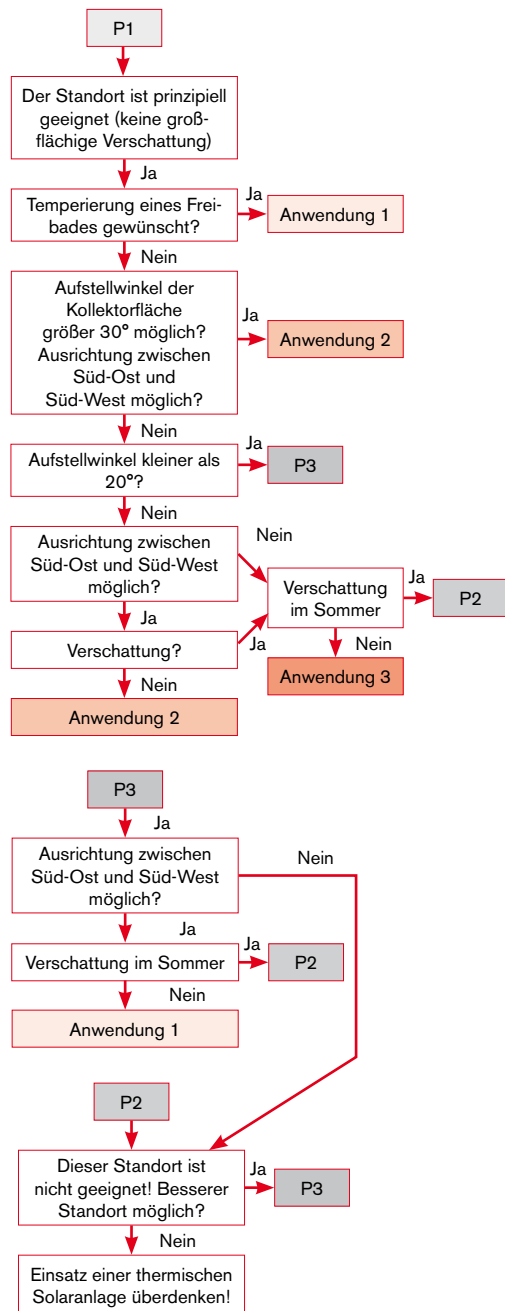 P1
Der Standort ist prinzipiell
geeignet (keine groß-
flächige Verschattung)
Ja
Temperierung eines Frei-
bades gewünscht?
Ja
Anwendung 1
Nein
Aufstellwinkel der
Kollektorfläche
größer 30° möglich?
Ausrichtung zwischen
Süd-Ost und
Süd-West möglich?
Ja
Anwendung 2
Nein
Aufstellwinkel kleiner als
20°?
Ja
P3
Nein
Ausrichtung zwischen
Süd-Ost und Süd-West
möglich?
Nein
Verschattung
im Sommer
Ja
P2
Ja
Verschattung?
Ja
Nein
Anwendung 3
Nein
Anwendung 2
P3
Ja
Ausrichtung zwischen
Süd-Ost und Süd-West
möglich?
Nein
Ja
Verschattung im Sommer
Ja
P2
Nein
Anwendung 1
P2
Dieser Standort ist
nicht geeignet! Besserer
Standort möglich?
Ja
P3
Nein
Einsatz einer thermischen
Solaranlage überdenken!